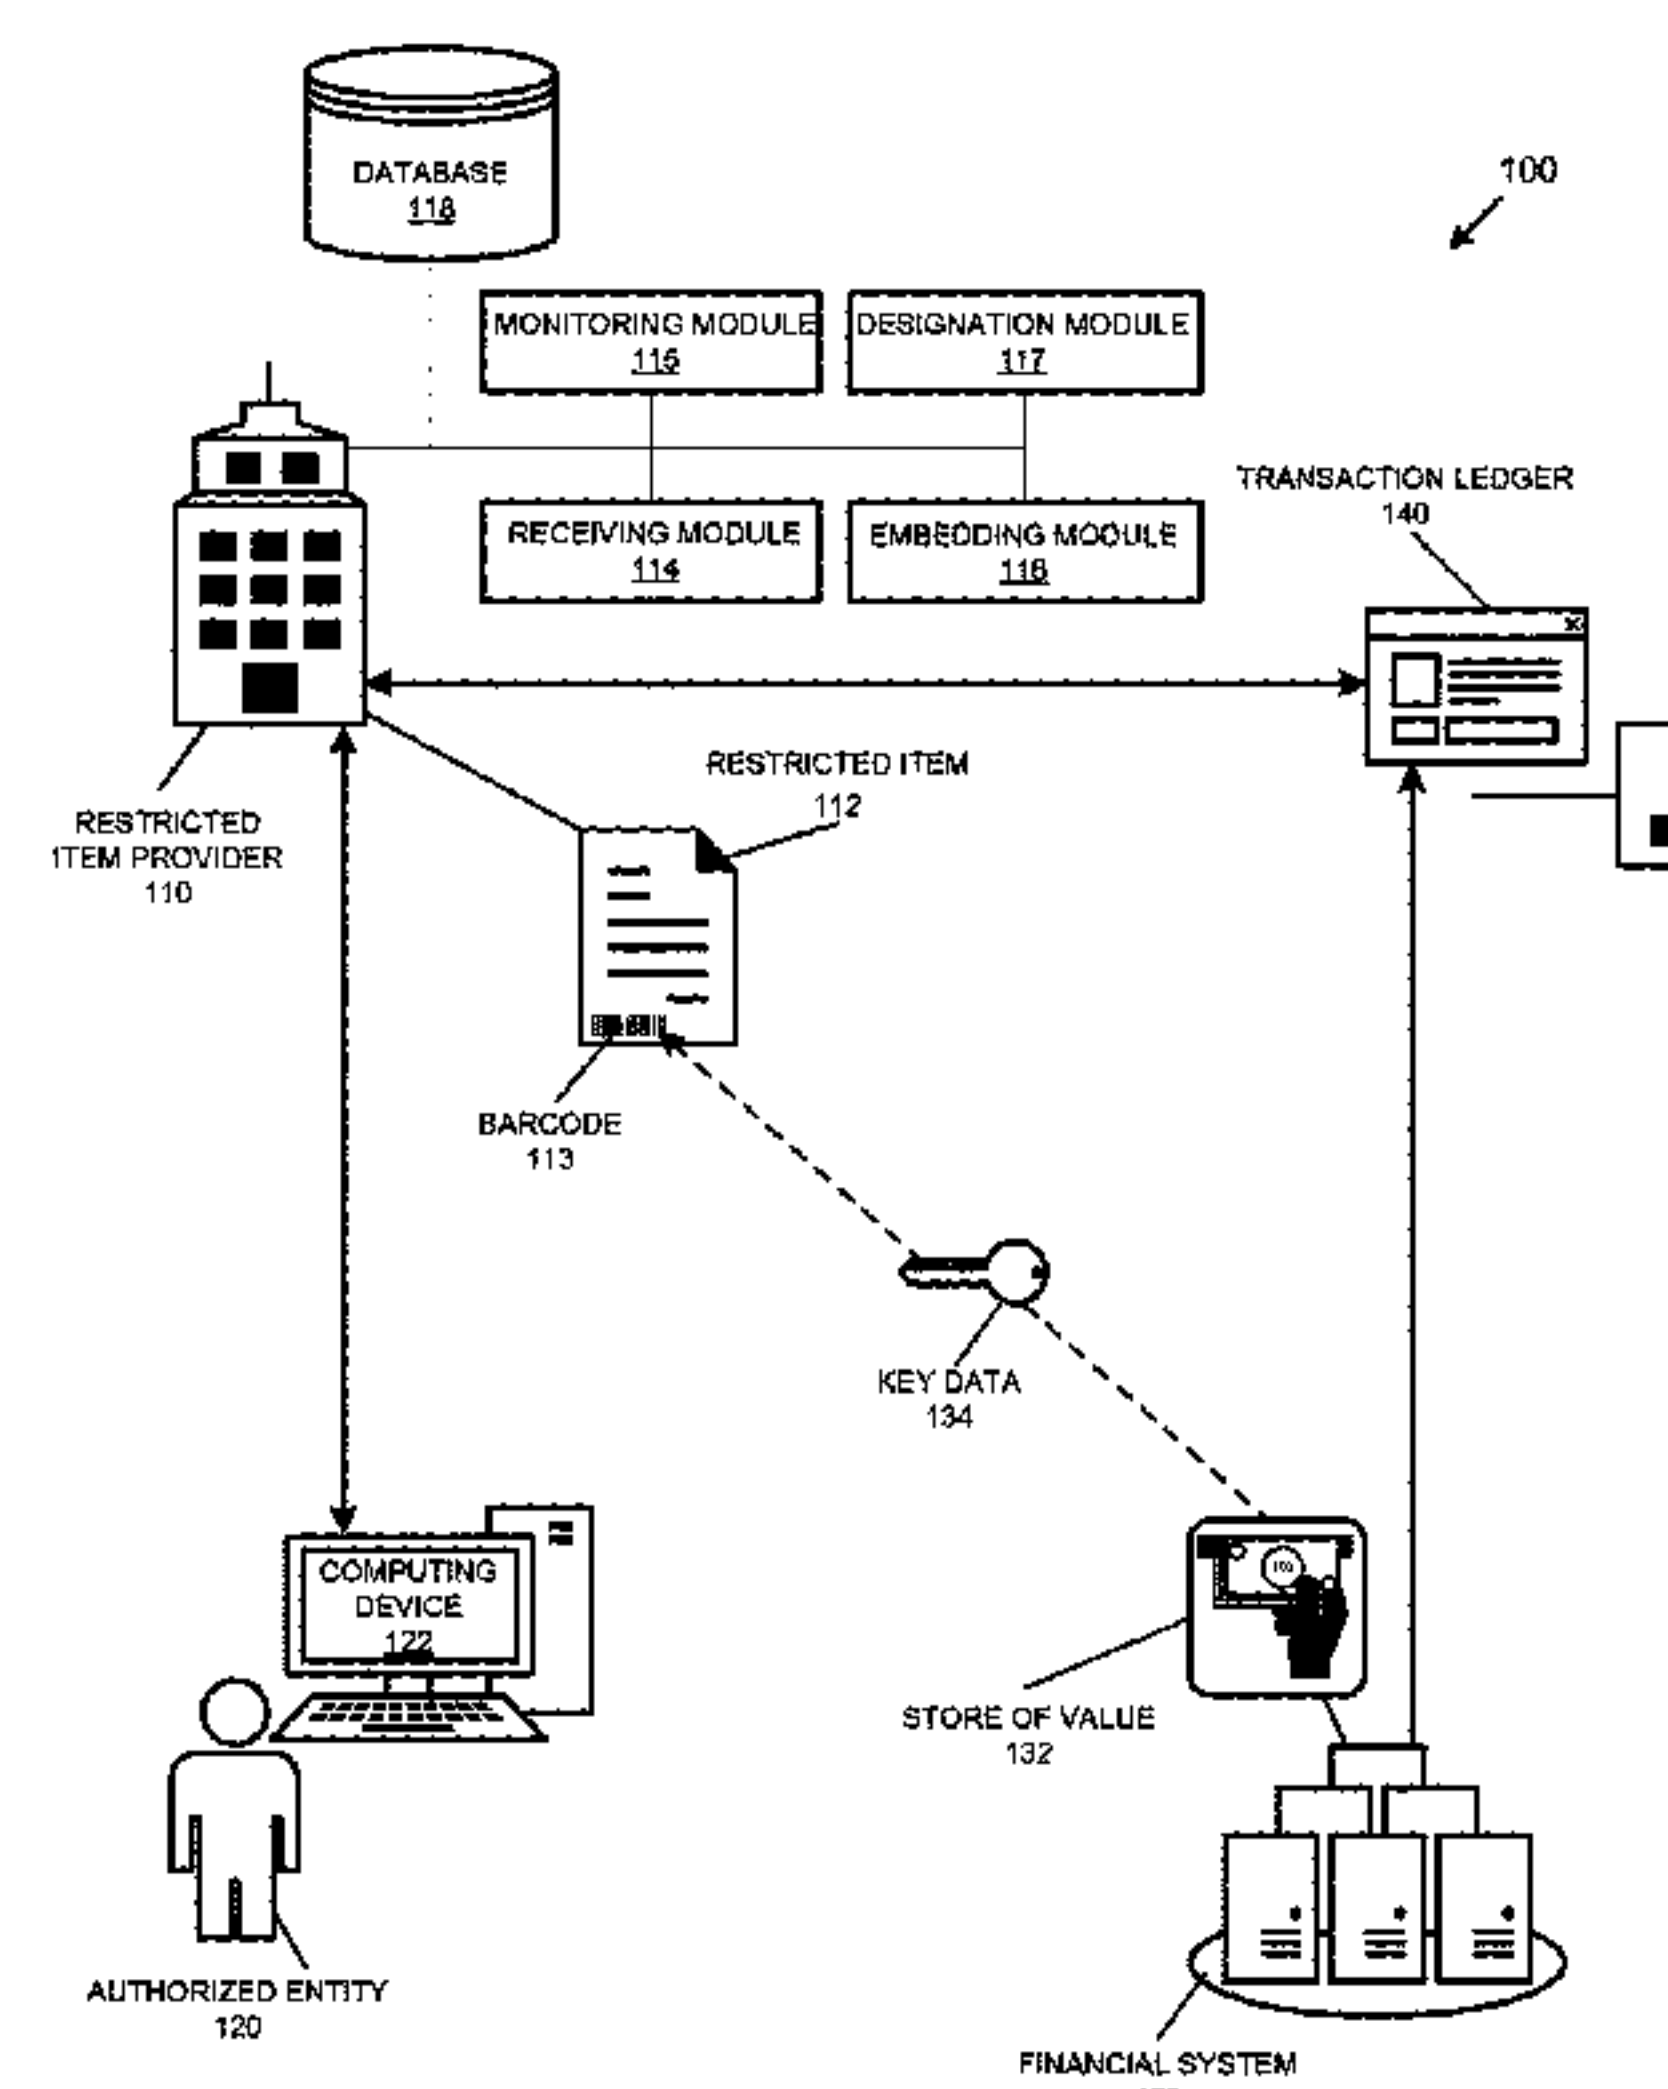 DATABASE
118
100
MONITORING MODULE
115
DESIGNATION MODULE
117
TRANSACTION LEDGER
140
RECEIVING MODULE
114
EMBEDDING MODULE
116
RESTRICTED ITEM
112
RESTRICTED
ITEM PROVIDER
110
BARCODE
113
KEY DATA
134
COMPUTING
DEVICE
122
STORE OF VALUE
132
AUTHORIZED ENTITY
120
FINANCIAL SYSTEM